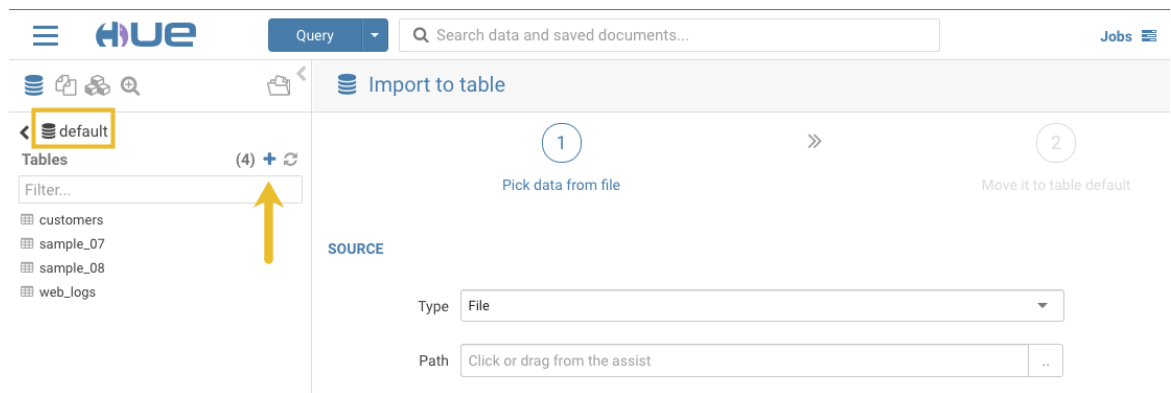 HUE
Query
Search data and saved documents...
Jobs
Import to table
default
Tables (4)
Filter...
customers
sample_07
sample_08
web_logs
1
Pick data from file
2
Move it to table default
SOURCE
Type File
Path Click or drag from the assist ..